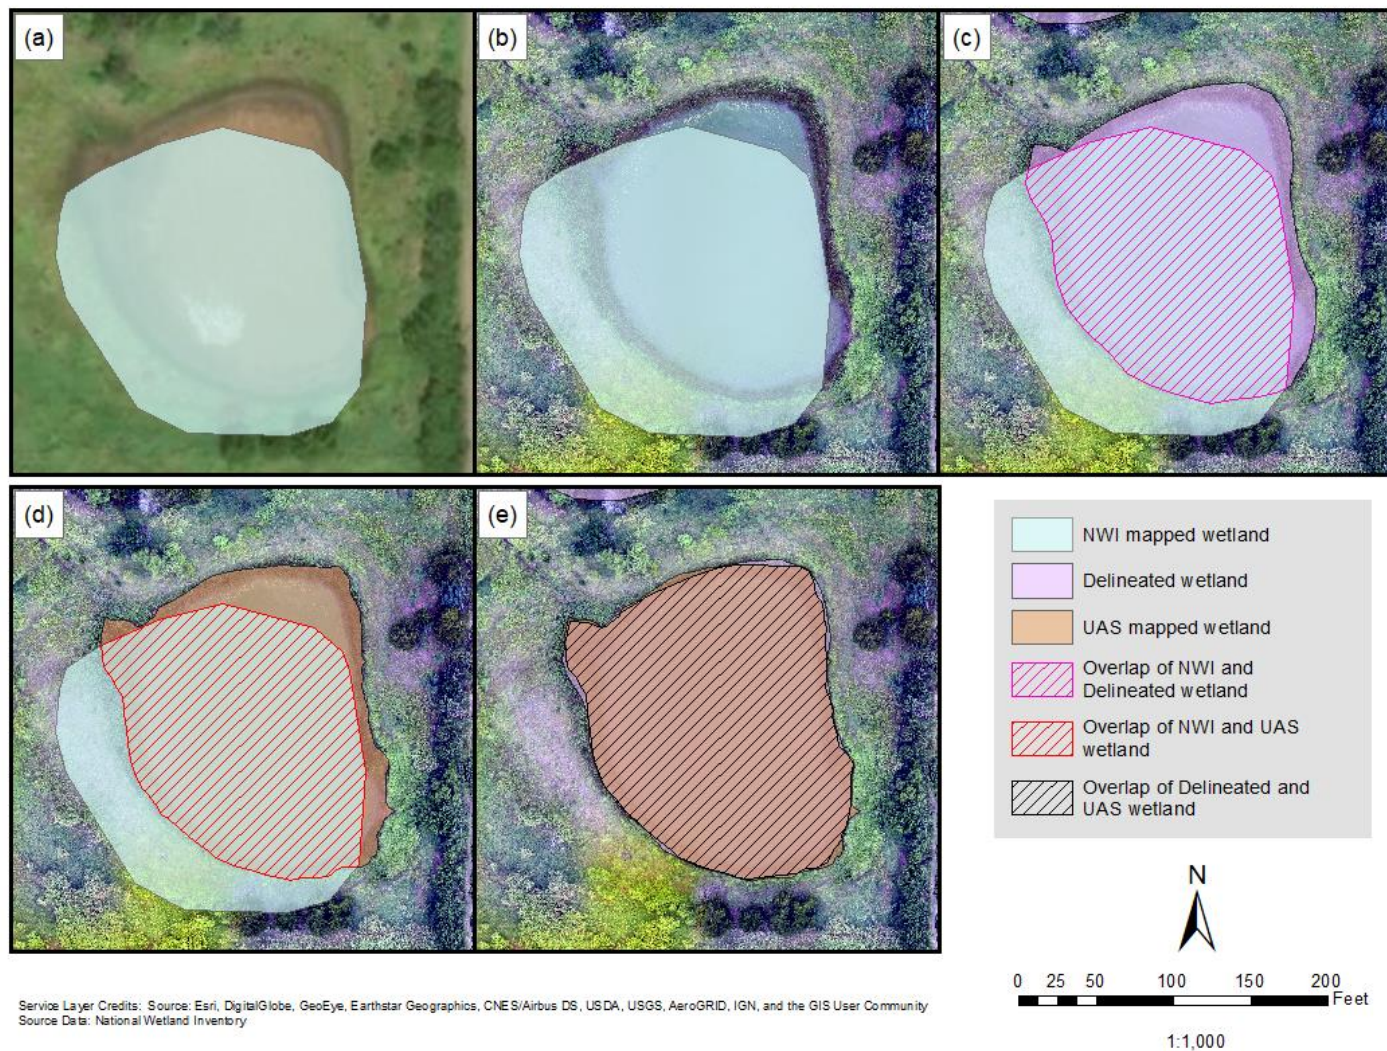 (a)
(b)
(c)
(d)
(e)
NWI mapped wetland
Delineated wetland
UAS mapped wetland
Overlap of NWI and
Delineated wetland
Overlap of NWI and UAS
wetland
Overlap of Delineated and
UAS wetland
N
0 25 50 100 150 200
Feet
1:1,000
Service Layer Credits: Source: Esri, DigitalGlobe, GeoEye, Earthstar Geographics, CNES/Airbus DS, USDA, USGS, AeroGRID, IGN, and the GIS User Community
Source Data: National Wetland Inventory